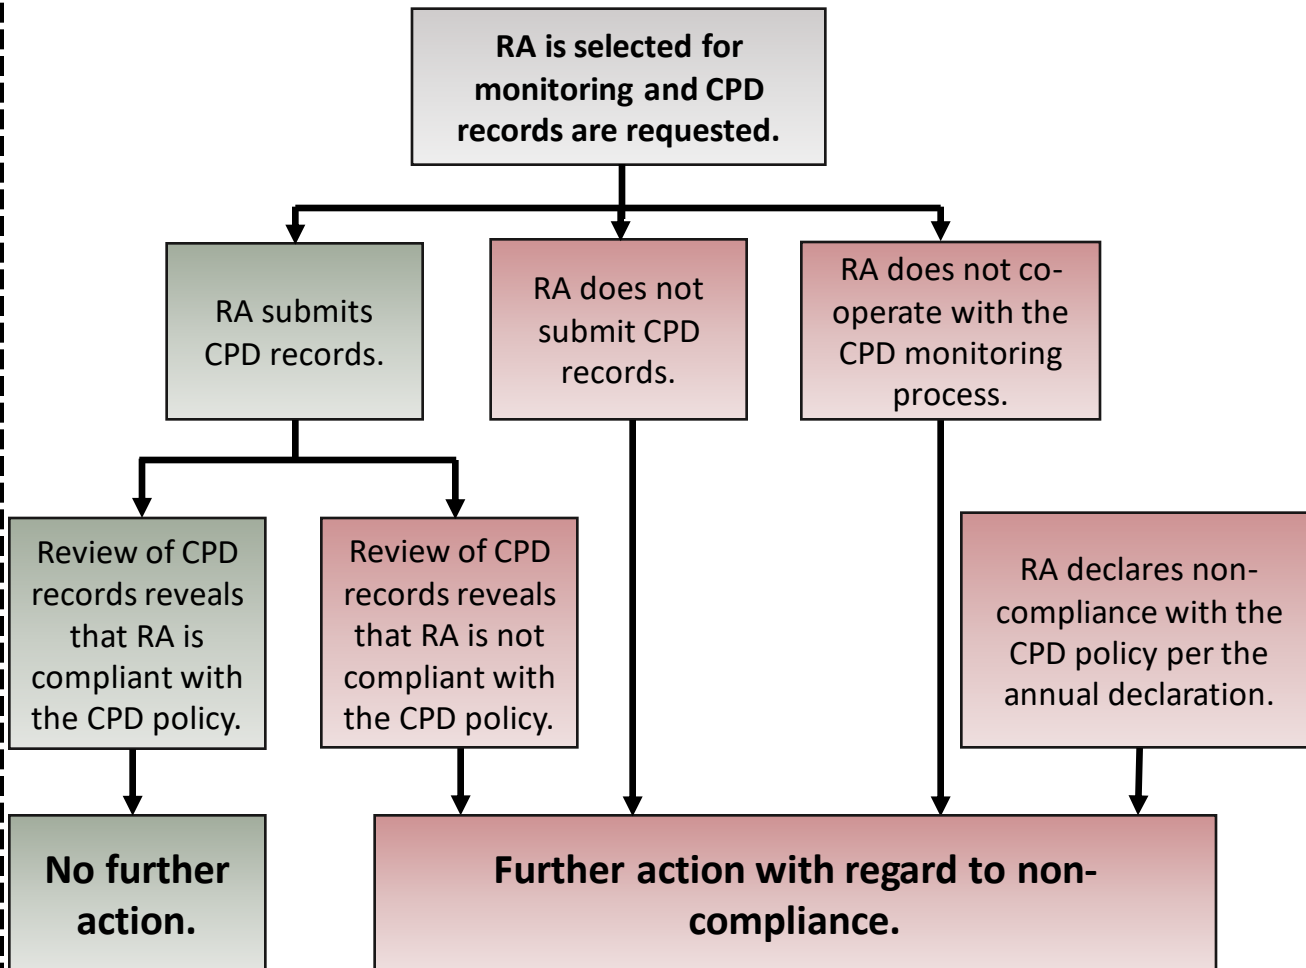 RA is selected for
monitoring and CPD
records are requested.
RA submits
CPD records.
RA does not
submit CPD
records.
RA does not co-
operate with the
CPD monitoring
process.
Review of CPD
records reveals
that RA is
compliant with
the CPD policy.
Review of CPD
records reveals
that RA is not
compliant with
the CPD policy.
RA declares non-
compliance with the
CPD policy per the
annual declaration.
No further
action.
Further action with regard to non-
compliance.